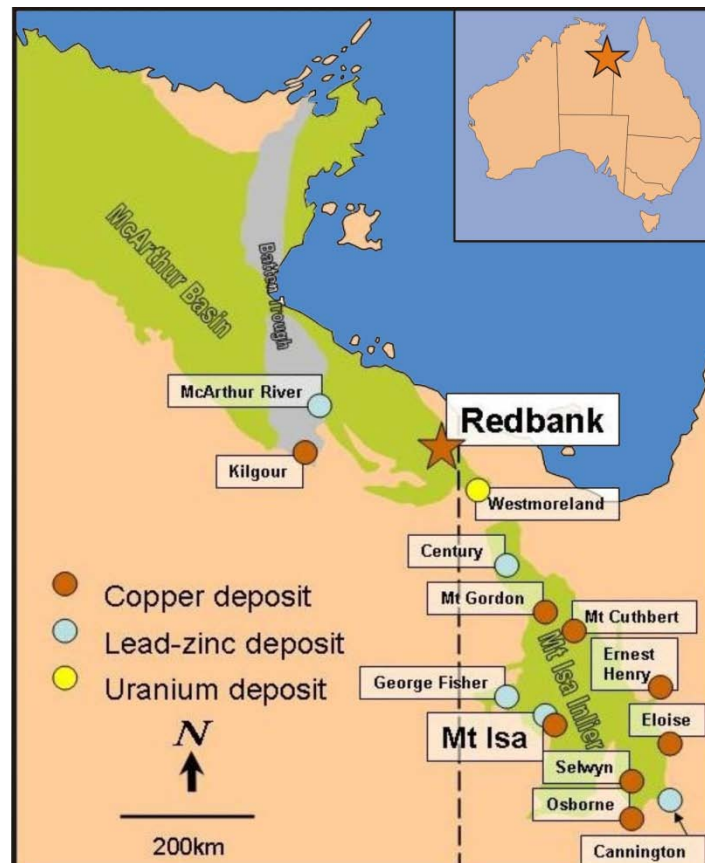 McArthur Basin
Batten Trough
McArthur River
Kilgour
Redbank
Westmoreland
Century
Mt Gordon
Mt Cuthbert
Ernest
Henry
George Fisher
Mt Isa Inlier
Eloise
Mt Isa
Selwyn
Osborne
Cannington
Copper deposit
Lead-zinc deposit
Uranium deposit
N
200km